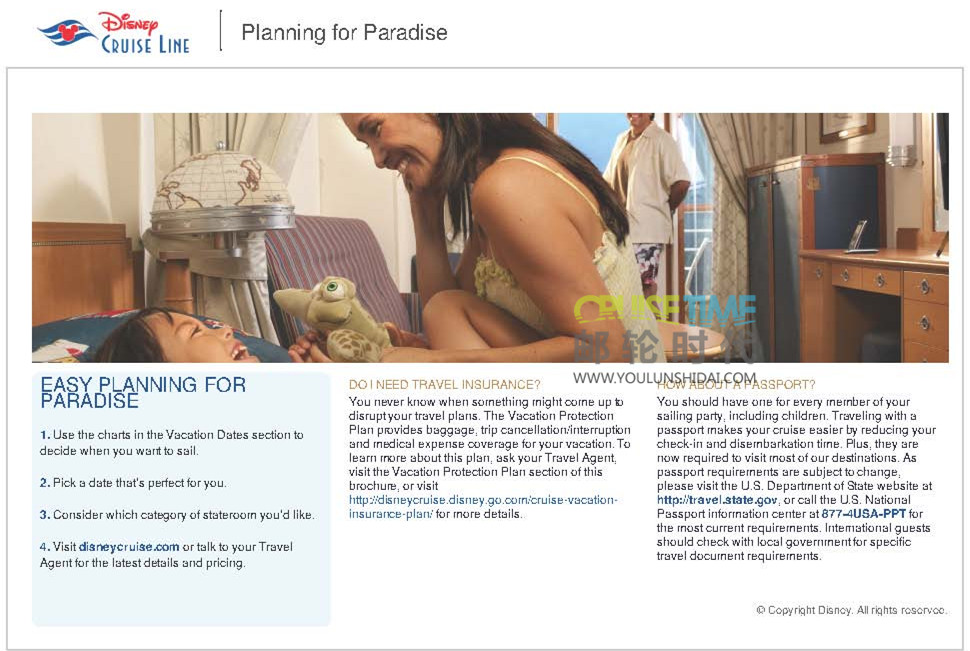 Disney
CRUISE LINE
Planning for Paradise
CRUISETIME
邮轮时代
WWW.YOULUNSHIDAI.COM
EASY PLANNING FOR
PARADISE
1. Use the charts in the Vacation Dates section to
decide when you want to sail.
2. Pick a date that's perfect for you.
3. Consider which category of stateroom you'd like.
4. Visit disneycruise.com or talk to your Travel
Agent for the latest details and pricing.
DO I NEED TRAVEL INSURANCE?
You never know when something might come up to
disrupt your travel plans. The Vacation Protection
Plan provides baggage, trip cancellation/interruption
and medical expense coverage for your vacation. To
learn more about this plan, ask your Travel Agent,
visit the Vacation Protection Plan section of this
brochure, or visit
http://disneycruise.disney.go.com/cruise-vacation-
insurance-plan/ for more details.
HOW ABOUT A PASSPORT?
You should have one for every member of your
sailing party, including children. Traveling with a
passport makes your cruise easier by reducing your
check-in and disembarkation time. Plus, they are
now required to visit most of our destinations. As
passport requirements are subject to change,
please visit the U.S. Department of State website at
http://travel.state.gov, or call the U.S. National
Passport information center at 877-4USA-PPT for
the most current requirements. International guests
should check with local government for specific
travel document requirements.
© Copyright Disney. All rights reserved.